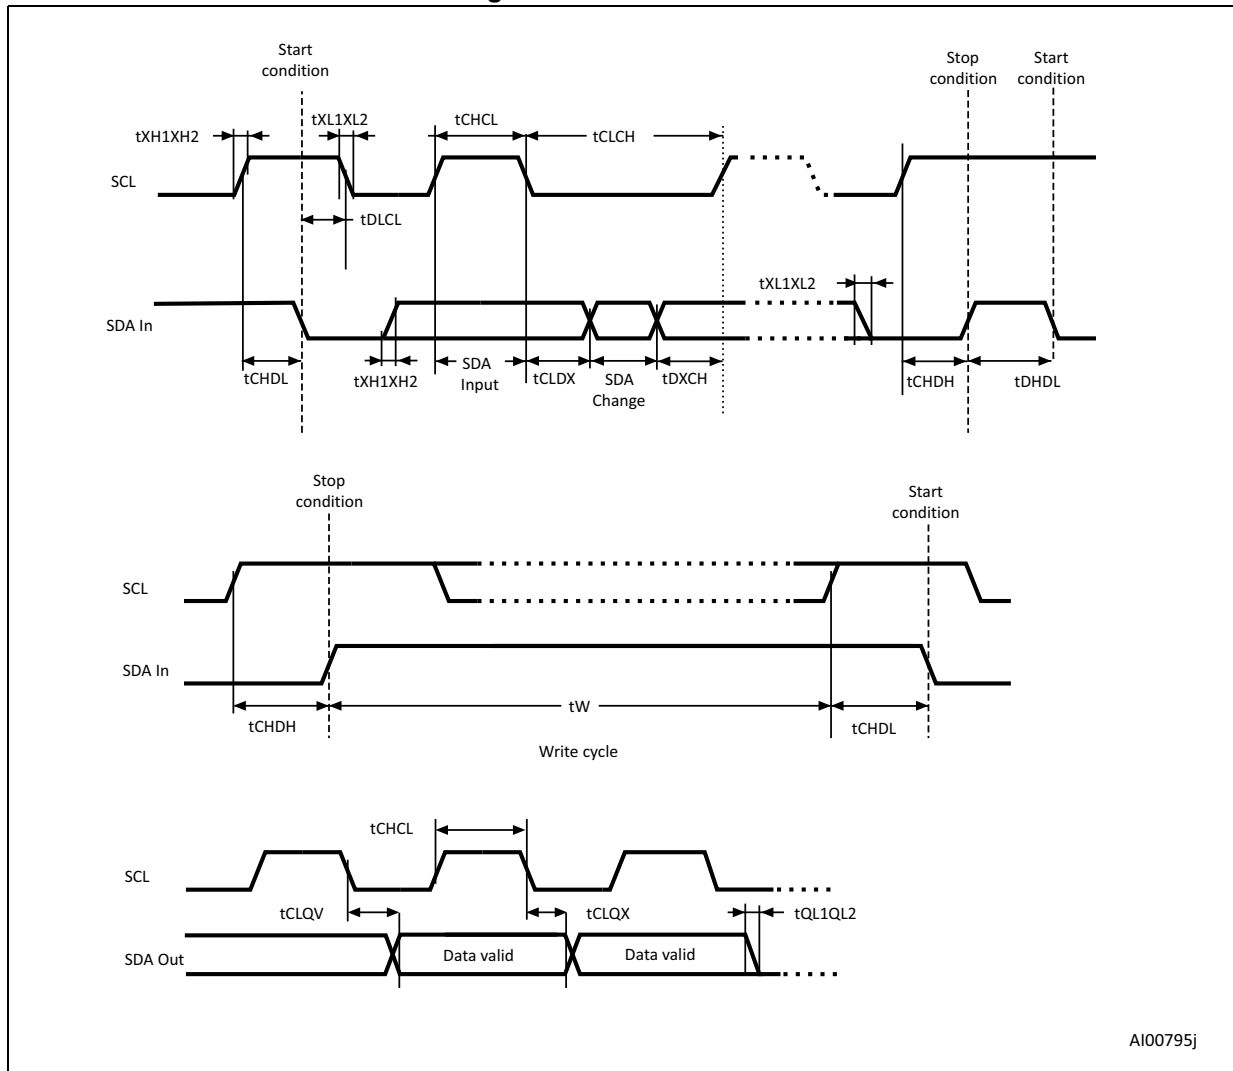 Start
condition
Stop
condition
Start
condition
tXH1XH2
tXL1XL2
tCHCL
tCLCH
SCL
tDLCL
tXL1XL2
SDA In
tCHDL
tXH1XH2
SDA
Input
tCLDX
SDA
Change
tDXCH
tCHDH
tDHDL
Stop
condition
Start
condition
SCL
SDA In
tCHDH
tW
tCHDL
Write cycle
tCHCL
SCL
tCLQV
tCLQX
tQL1QL2
SDA Out
Data valid
Data valid
AI00795j